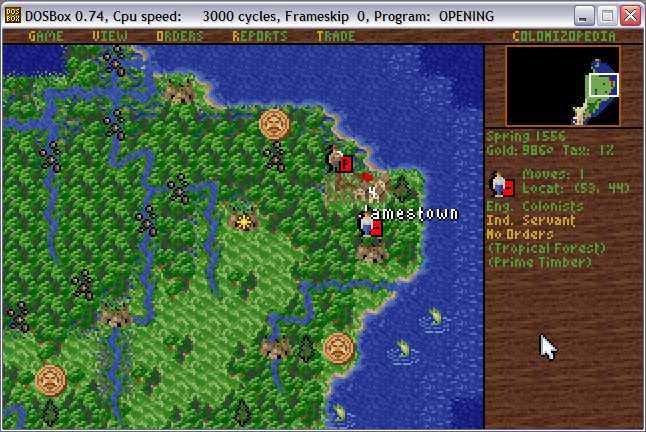 DOSBox 0.74, Cpu speed: 3000 cycles, Frameskip 0, Program: OPENING
GAME VIEW ORDERS REPORTS TRADE COLONIZOPEDIA
Spring 1556
Gold: 986¢ Tax: 1%
Moves: 1
Locat: (53, 44)
Eng. Colonists
Ind. Servant
No Orders
(Tropical Forest)
(Prime Timber)
P
4
Jamestown